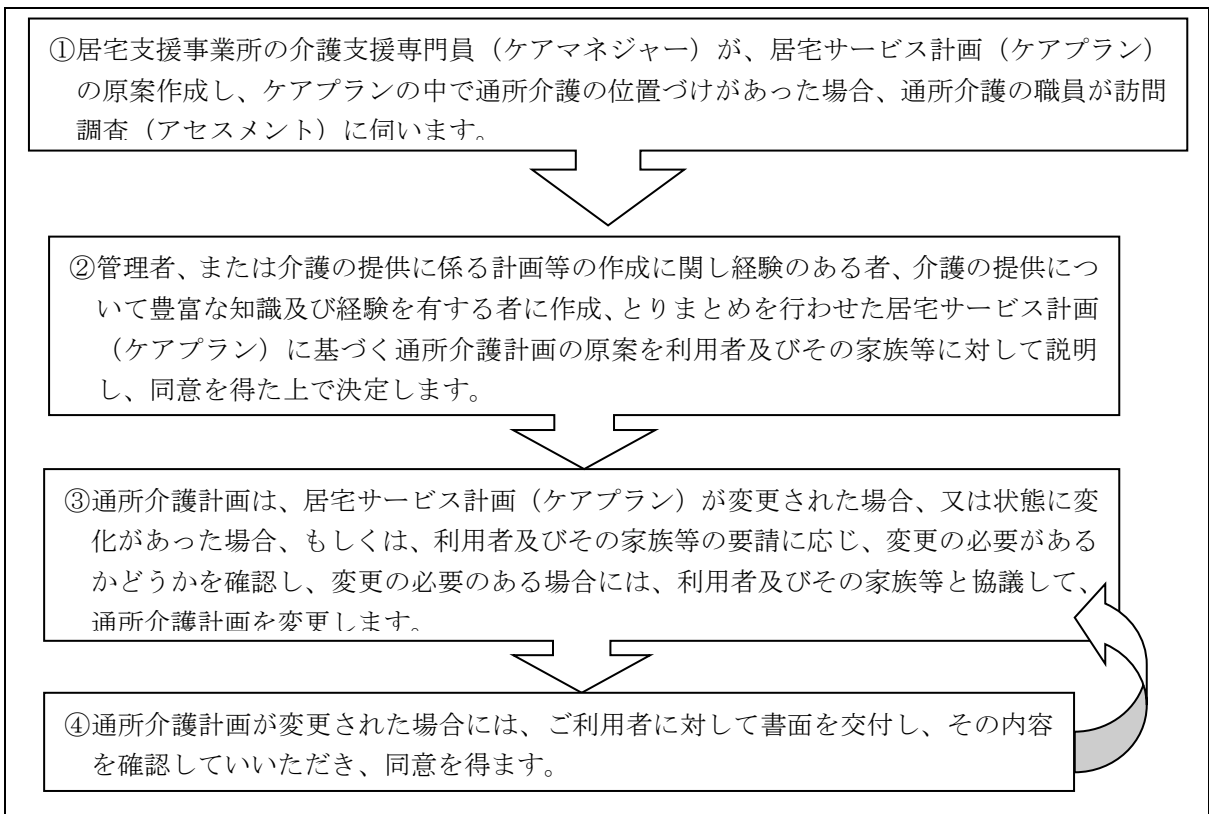 ①居宅支援事業所の介護支援専門員（ケアマネジャー）が、居宅サービス計画（ケアプラン）
の原案作成し、ケアプランの中で通所介護の位置づけがあった場合、通所介護の職員が訪問
調査（アセスメント）に伺います。
②管理者、または介護の提供に係る計画等の作成に関し経験のある者、介護の提供につ
いて豊富な知識及び経験を有する者に作成、とりまとめを行わせた居宅サービス計画
（ケアプラン）に基づく通所介護計画の原案を利用者及びその家族等に対して説明
し、同意を得た上で決定します。
③通所介護計画は、居宅サービス計画（ケアプラン）が変更された場合、又は状態に変
化があった場合、もしくは、利用者及びその家族等の要請に応じ、変更の必要がある
かどうかを確認し、変更の必要のある場合には、利用者及びその家族等と協議して、
通所介護計画を変更します。
④通所介護計画が変更された場合には、ご利用者に対して書面を交付し、その内容
を確認していいただき、同意を得ます。